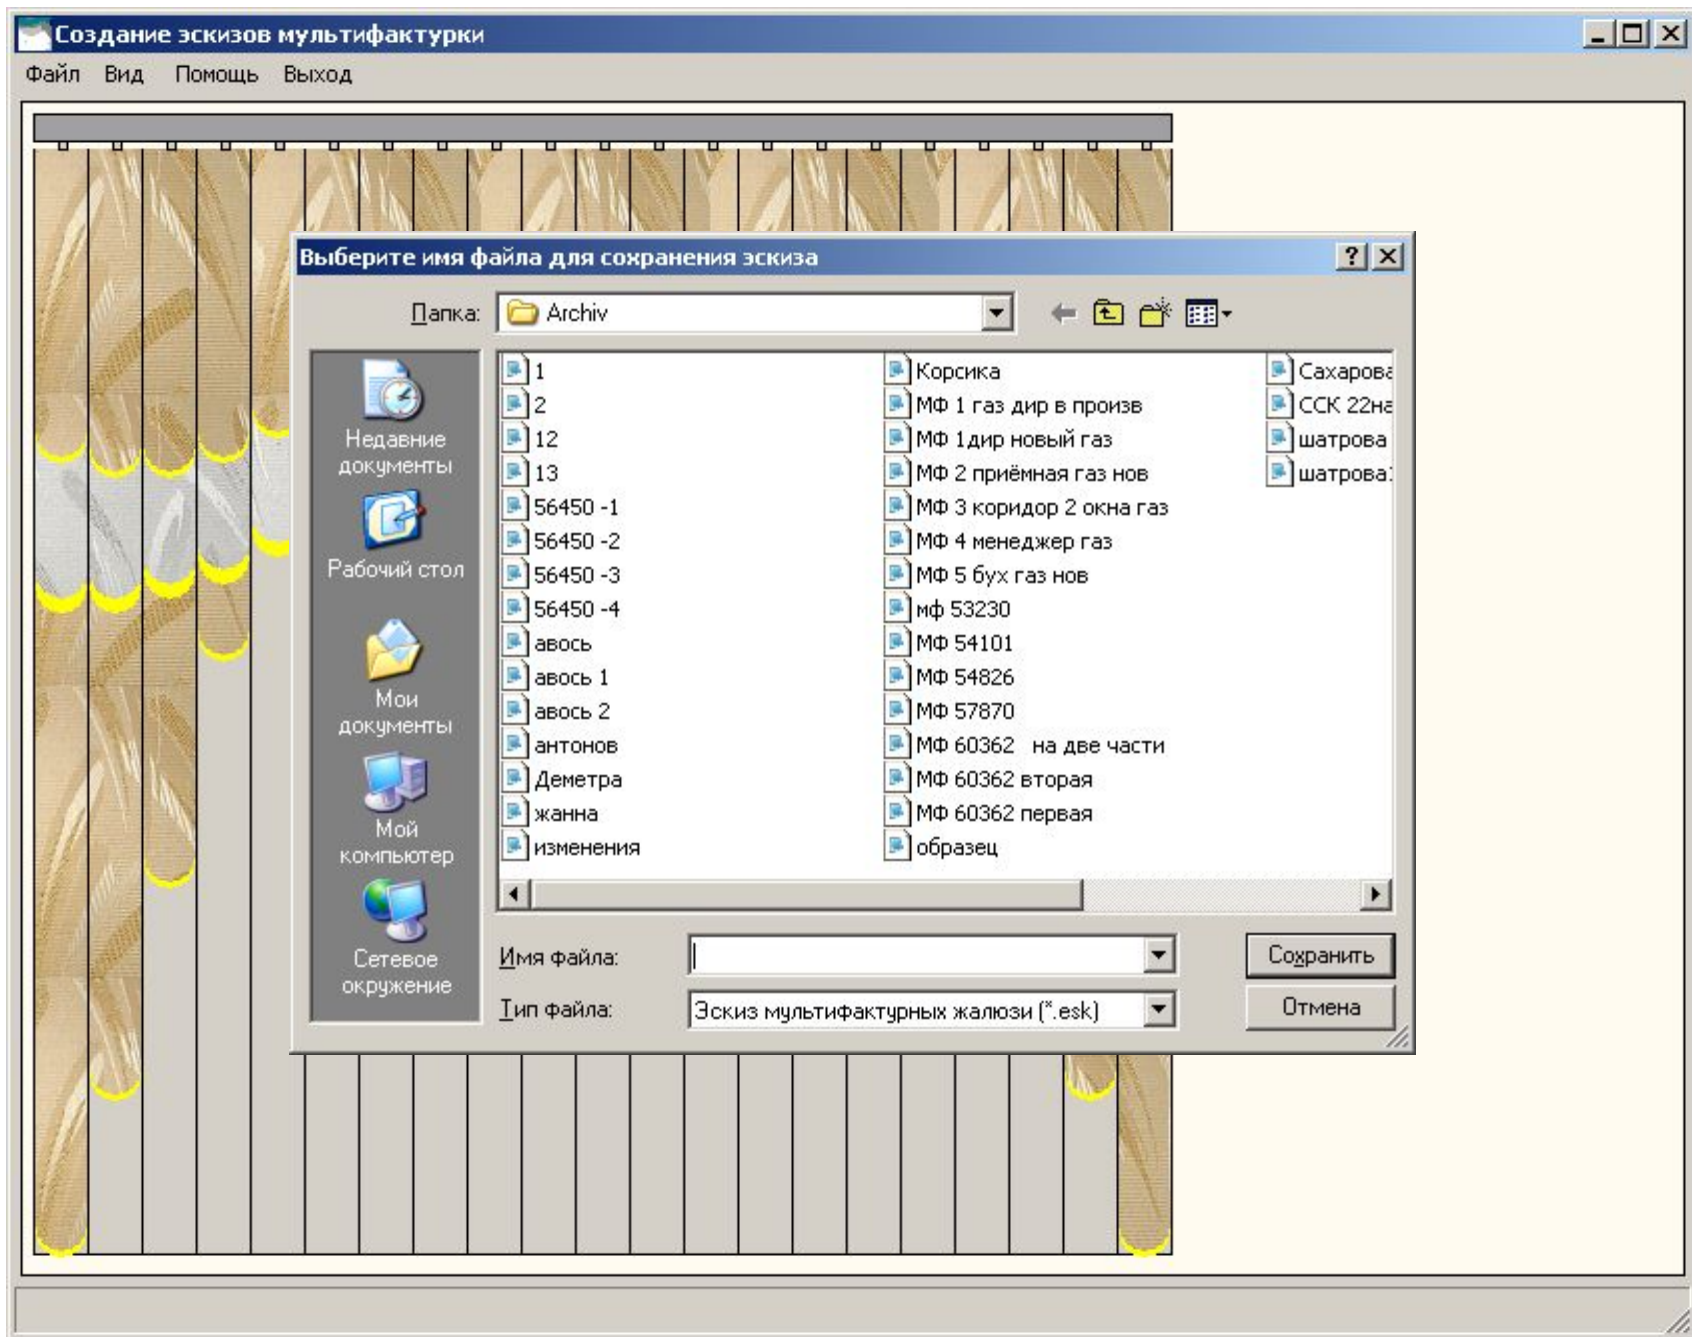 Создание эскизов мультифактурки
Файл Вид Помощь Выход
Выберите имя файла для сохранения эскиза
Папка: Archiv
Недавние
документы
Рабочий стол
Мои
документы
Мой
компьютер
Сетевое
окружение
1
2
12
13
56450 -1
56450 -2
56450 -3
56450 -4
авось
авось 1
авось 2
антонов
Деметра
жанна
изменения
Корсика
МФ 1 газ дир в произв
МФ 1дир новый газ
МФ 2 приёмная газ нов
МФ 3 коридор 2 окна газ
МФ 4 менеджер газ
МФ 5 бух газ нов
мф 53230
МФ 54101
МФ 54826
МФ 57870
МФ 60362 на две части
МФ 60362 вторая
МФ 60362 первая
образец
Сахарова
ССК 22на
шатрова
шатрова
Имя файла:
Сохранить
Тип файла: Эскиз мультифактурных жалюзи (*.esk)
Отмена